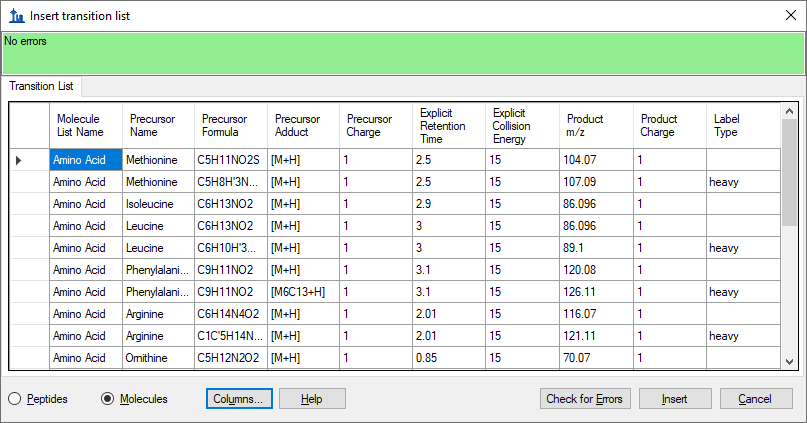 Insert transition list
No errors
Transition List
Molecule List Name Precursor Name Precursor Formula Precursor Adduct Precursor Charge Explicit Retention Time Explicit Collision Energy Product m/z Product Charge Label Type
Amino Acid Methionine C5H11NO2S [M+H] 1 2.5 15 104.07 1
Amino Acid Methionine C5H8H'3N... [M+H] 1 2.5 15 107.09 1 heavy
Amino Acid Isoleucine C6H13NO2 [M+H] 1 2.9 15 86.096 1
Amino Acid Leucine C6H13NO2 [M+H] 1 3 15 86.096 1
Amino Acid Leucine C6H10H'3... [M+H] 1 3 15 89.1 1 heavy
Amino Acid Phenylalani... C9H11NO2 [M+H] 1 3.1 15 120.08 1
Amino Acid Phenylalani... C9H11NO2 [M6C13+H] 1 3.1 15 126.11 1 heavy
Amino Acid Arginine C6H14N4O2 [M+H] 1 2.01 15 116.07 1
Amino Acid Arginine C1C'5H14N... [M+H] 1 2.01 15 121.11 1 heavy
Amino Acid Ornithine C5H12N2O2 [M+H] 1 0.85 15 70.07 1
Peptides Molecules Columns... Help Check for Errors Insert Cancel